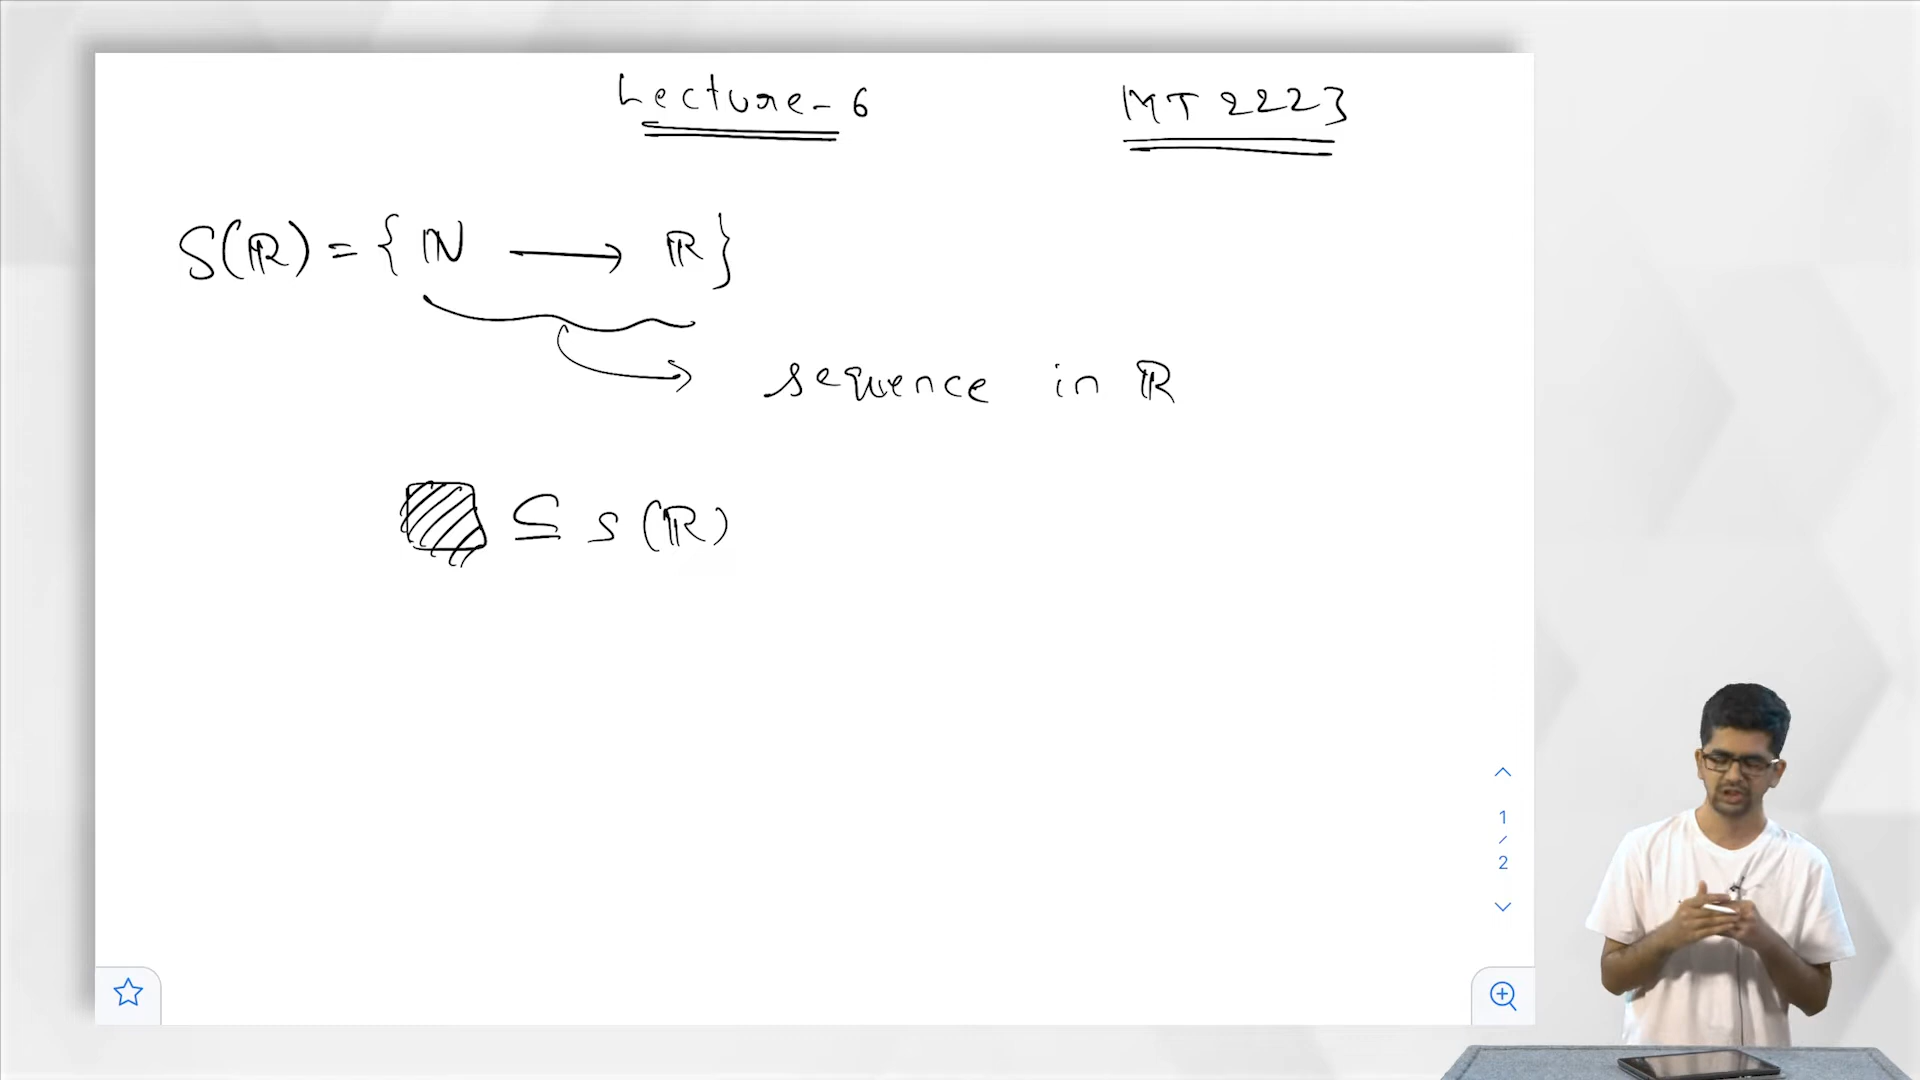 Lecture-6
MT 2223
S(ℝ) = { ℕ ⟶ ℝ }
sequence in ℝ
⊆ S(ℝ)
1
/
2